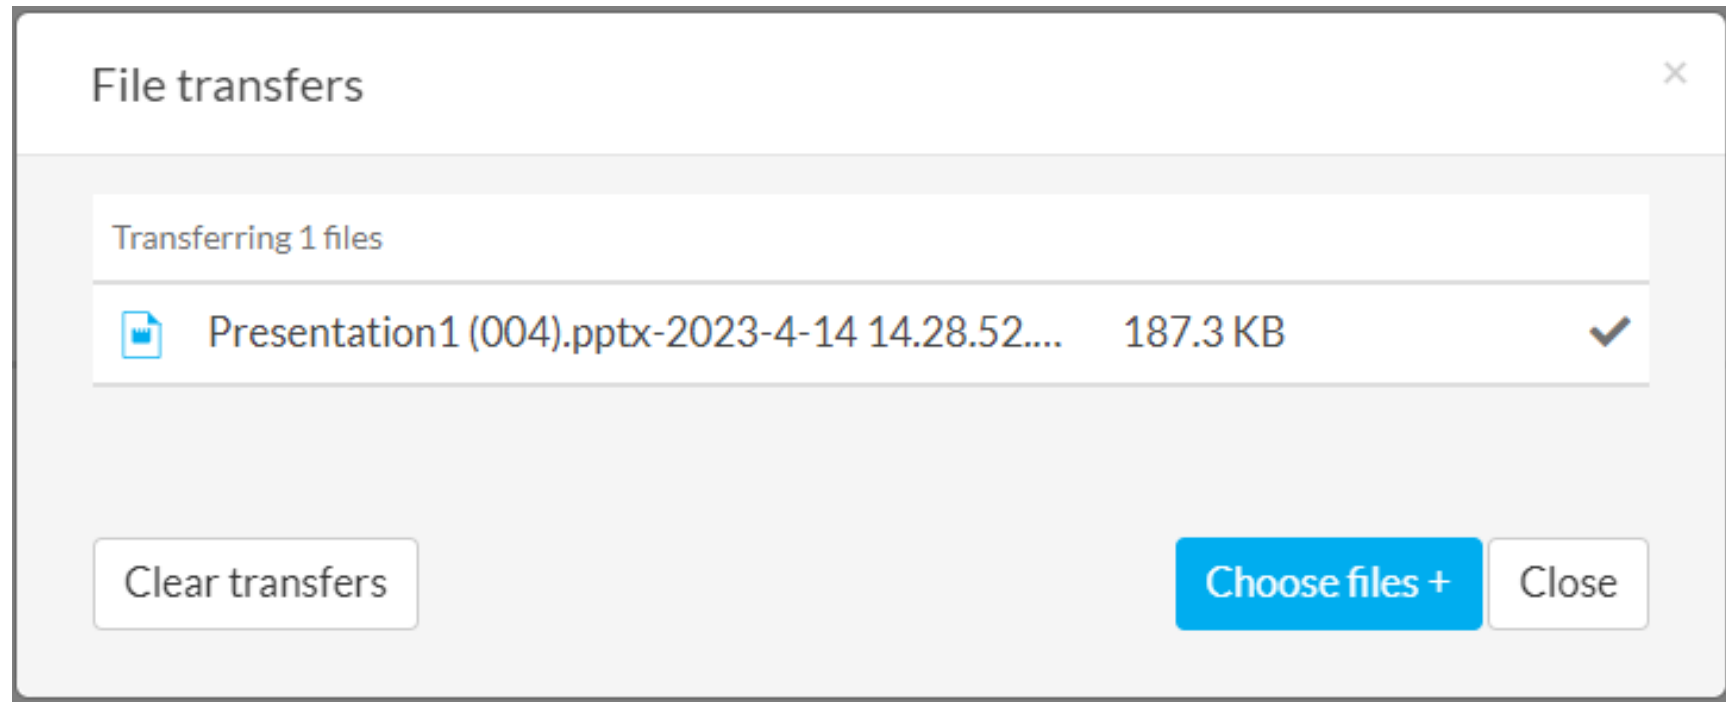 File transfers ×
Transferring 1 files
Presentation1 (004).pptx-2023-4-14 14.28.52.... 187.3 KB
Clear transfers Choose files + Close